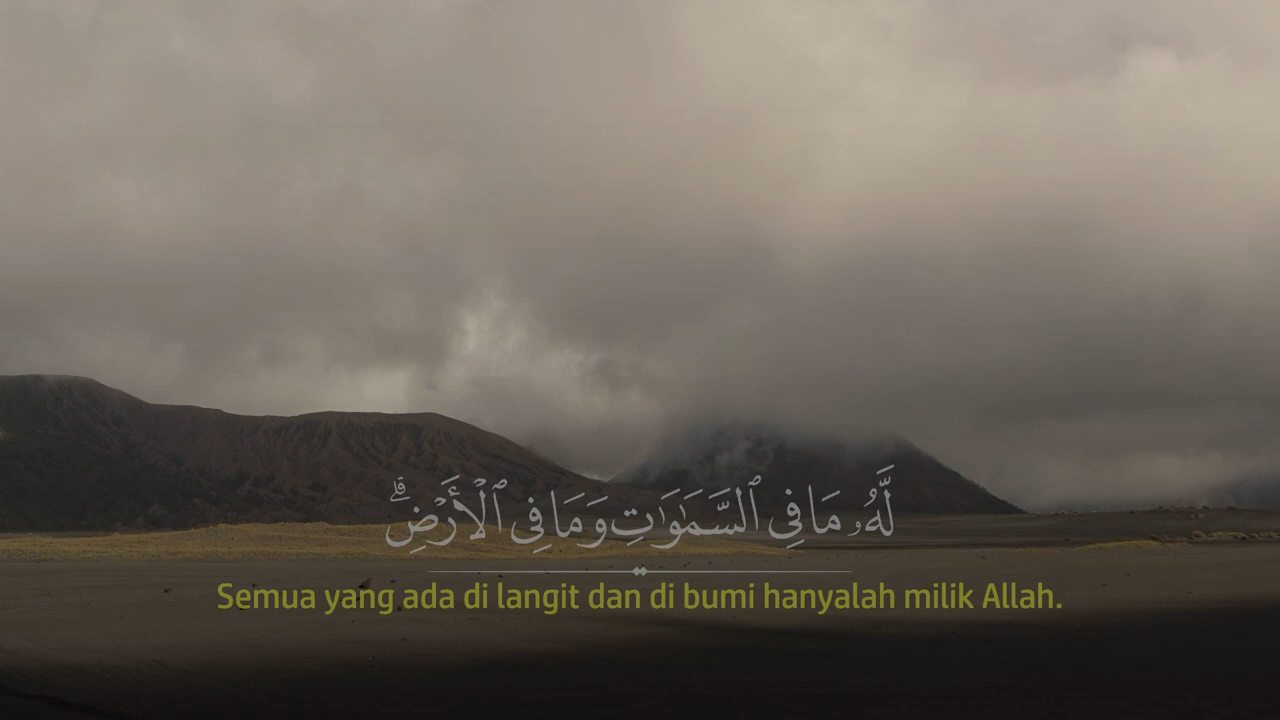 لَّهُۥ مَا فِى ٱلسَّمَٰوَٰتِ وَمَا فِى ٱلْأَرْضِ ۗ
Semua yang ada di langit dan di bumi hanyalah milik Allah.